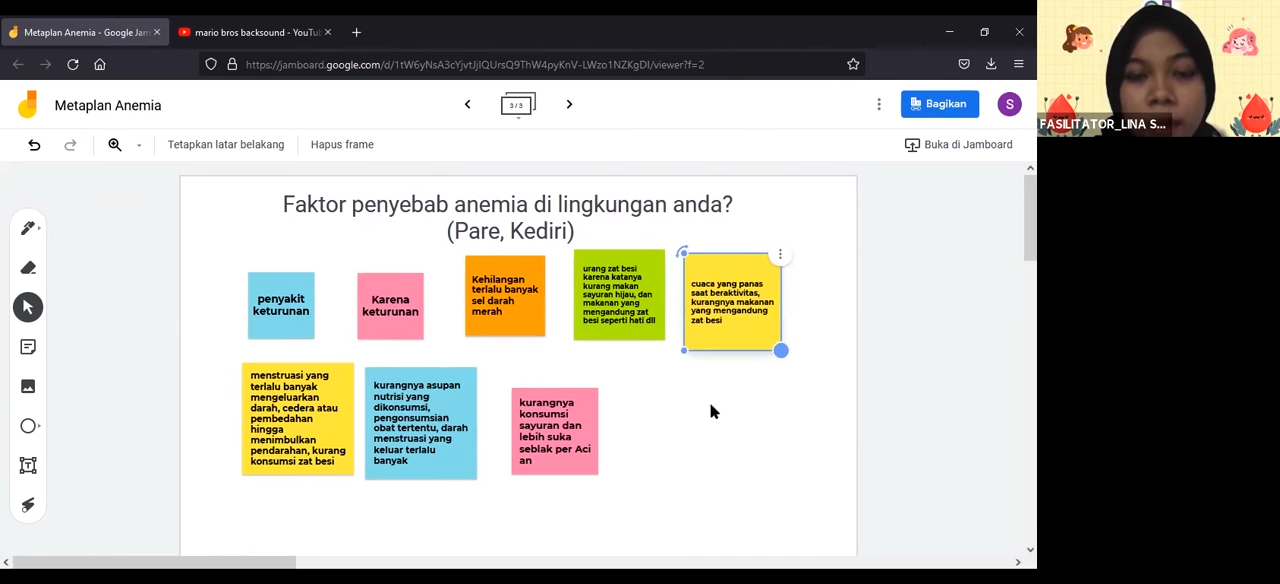 Metaplan Anemia - Google Jam
mario bros backsound - YouTu
https://jamboard.google.com/d/1tW6yNsA3cYjvtJjIQUrsQ9ThW4pyKnV-LWzo1NZKgDI/viewer?f=2
Metaplan Anemia
3 / 3
Bagikan
S
Tetapkan latar belakang
Hapus frame
Buka di Jamboard
FASILITATOR_LINA S...
Faktor penyebab anemia di lingkungan anda?
(Pare, Kediri)
penyakit
keturunan
Karena
keturunan
Kehilangan
terlalu banyak
sel darah
merah
urang zat besi
karena katanya
kurang makan
sayuran hijau, dan
makanan yang
mengandung zat
besi seperti hati dll
cuaca yang panas
saat beraktivitas,
kurangnya makanan
yang mengandung
zat besi
menstruasi yang
terlalu banyak
mengeluarkan
darah, cedera atau
pembedahan
hingga
menimbulkan
pendarahan, kurang
konsumsi zat besi
kurangnya asupan
nutrisi yang
dikonsumsi,
pengonsumsian
obat tertentu, darah
menstruasi yang
keluar terlalu
banyak
kurangnya
konsumsi
sayuran dan
lebih suka
seblak per Aci
an